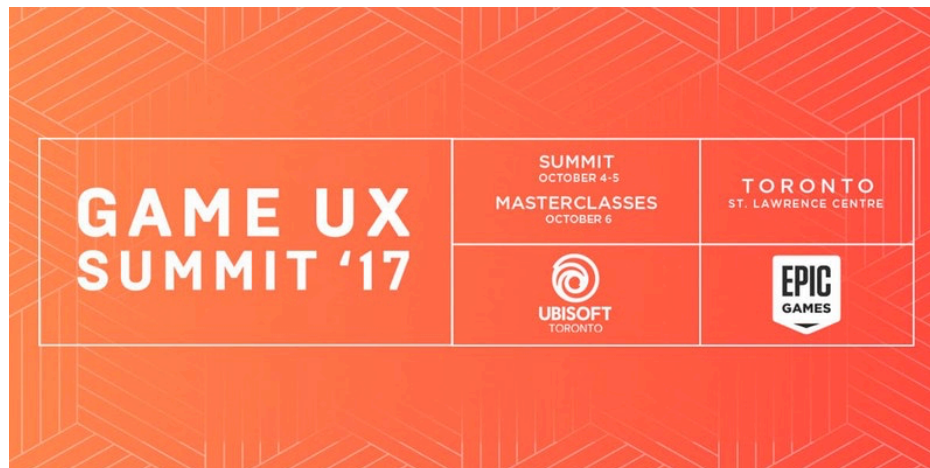 GAME UX
SUMMIT ‘17
SUMMIT
OCTOBER 4-5
MASTERCLASSES
OCTOBER 6
TORONTO
ST. LAWRENCE CENTRE
UBISOFT
TORONTO
EPIC
GAMES